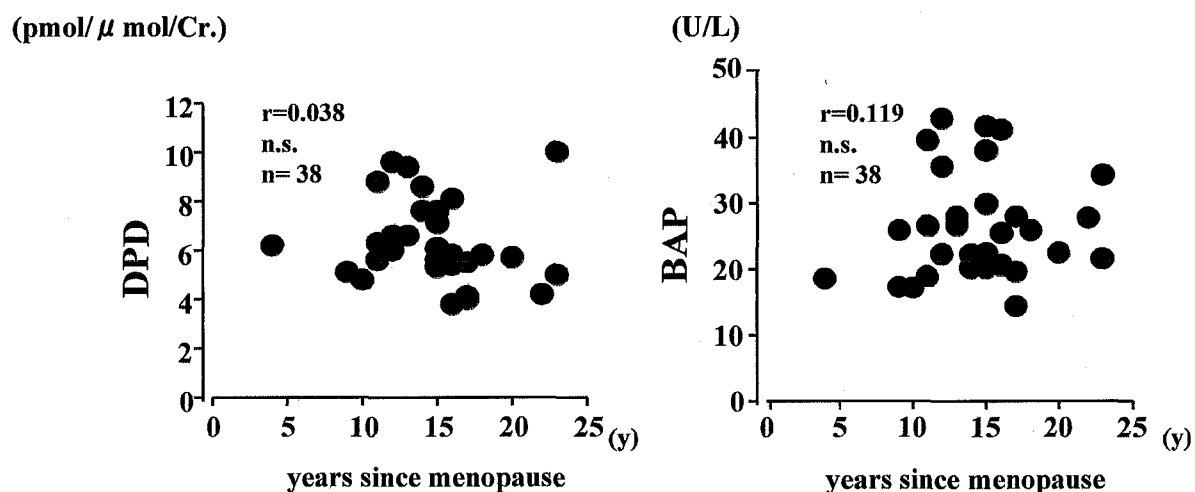 (pmol/μ mol/Cr.)
12
10
8
6
4
2
0
DPD
r=0.038
n.s.
n= 38
0 5 10 15 20 25 (y)
years since menopause
(U/L)
50
40
30
20
10
0
BAP
r=0.119
n.s.
n= 38
0 5 10 15 20 25 (y)
years since menopause